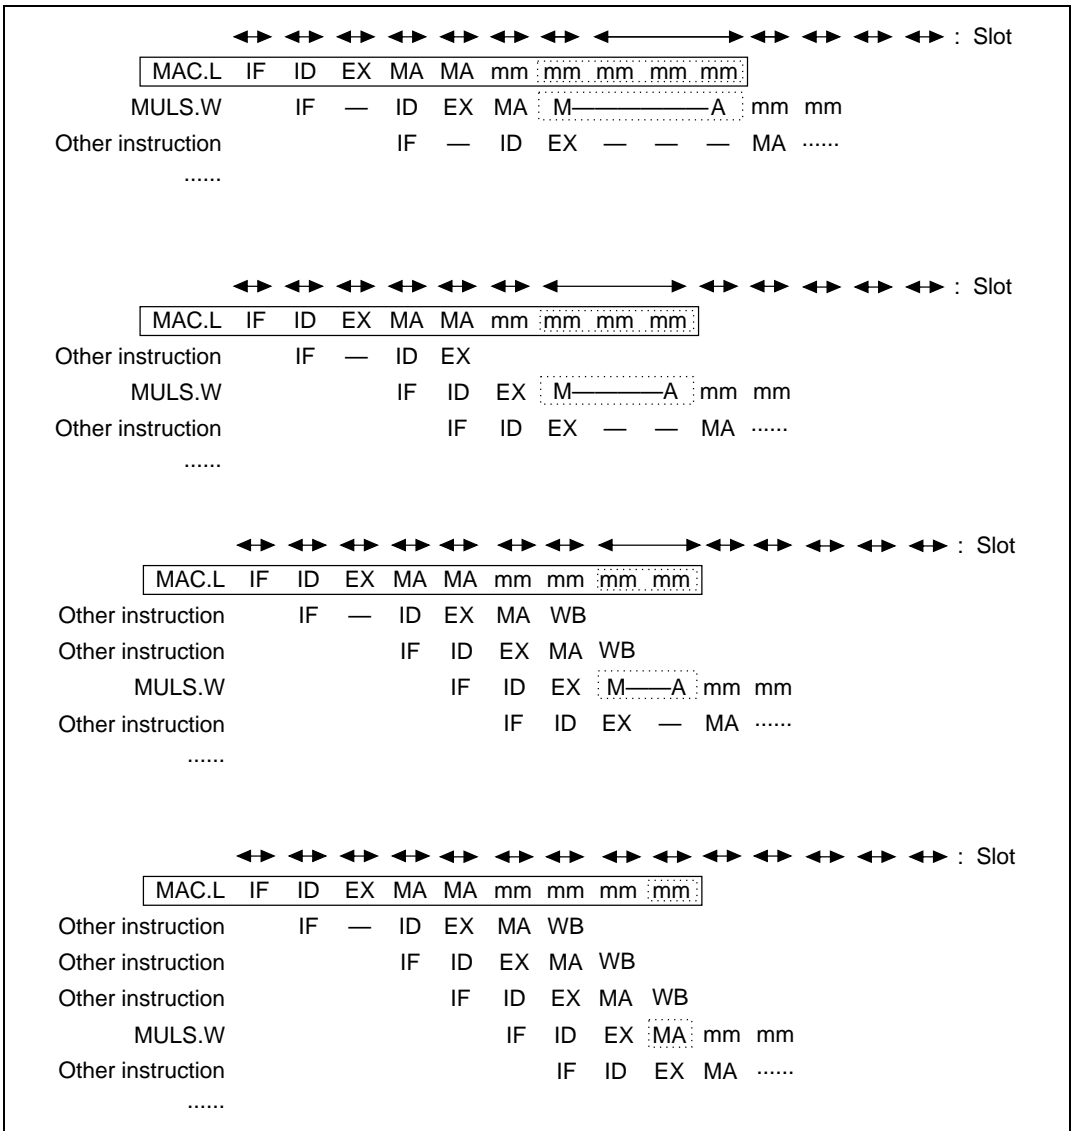 : Slot
MAC.L IF ID EX MA MA mm mm mm mm mm
MULS.W IF — ID EX MA M——————A mm mm
Other instruction IF — ID EX — — — MA ......
......
: Slot
MAC.L IF ID EX MA MA mm mm mm mm
Other instruction IF — ID EX
MULS.W IF ID EX M————A mm mm
Other instruction IF ID EX — — MA ......
......
: Slot
MAC.L IF ID EX MA MA mm mm mm mm
Other instruction IF — ID EX MA WB
Other instruction IF ID EX MA WB
MULS.W IF ID EX M——A mm mm
Other instruction IF ID EX — MA ......
......
: Slot
MAC.L IF ID EX MA MA mm mm mm mm
Other instruction IF — ID EX MA WB
Other instruction IF ID EX MA WB
Other instruction IF ID EX MA WB
MULS.W IF ID EX MA mm mm
Other instruction IF ID EX MA ......
......